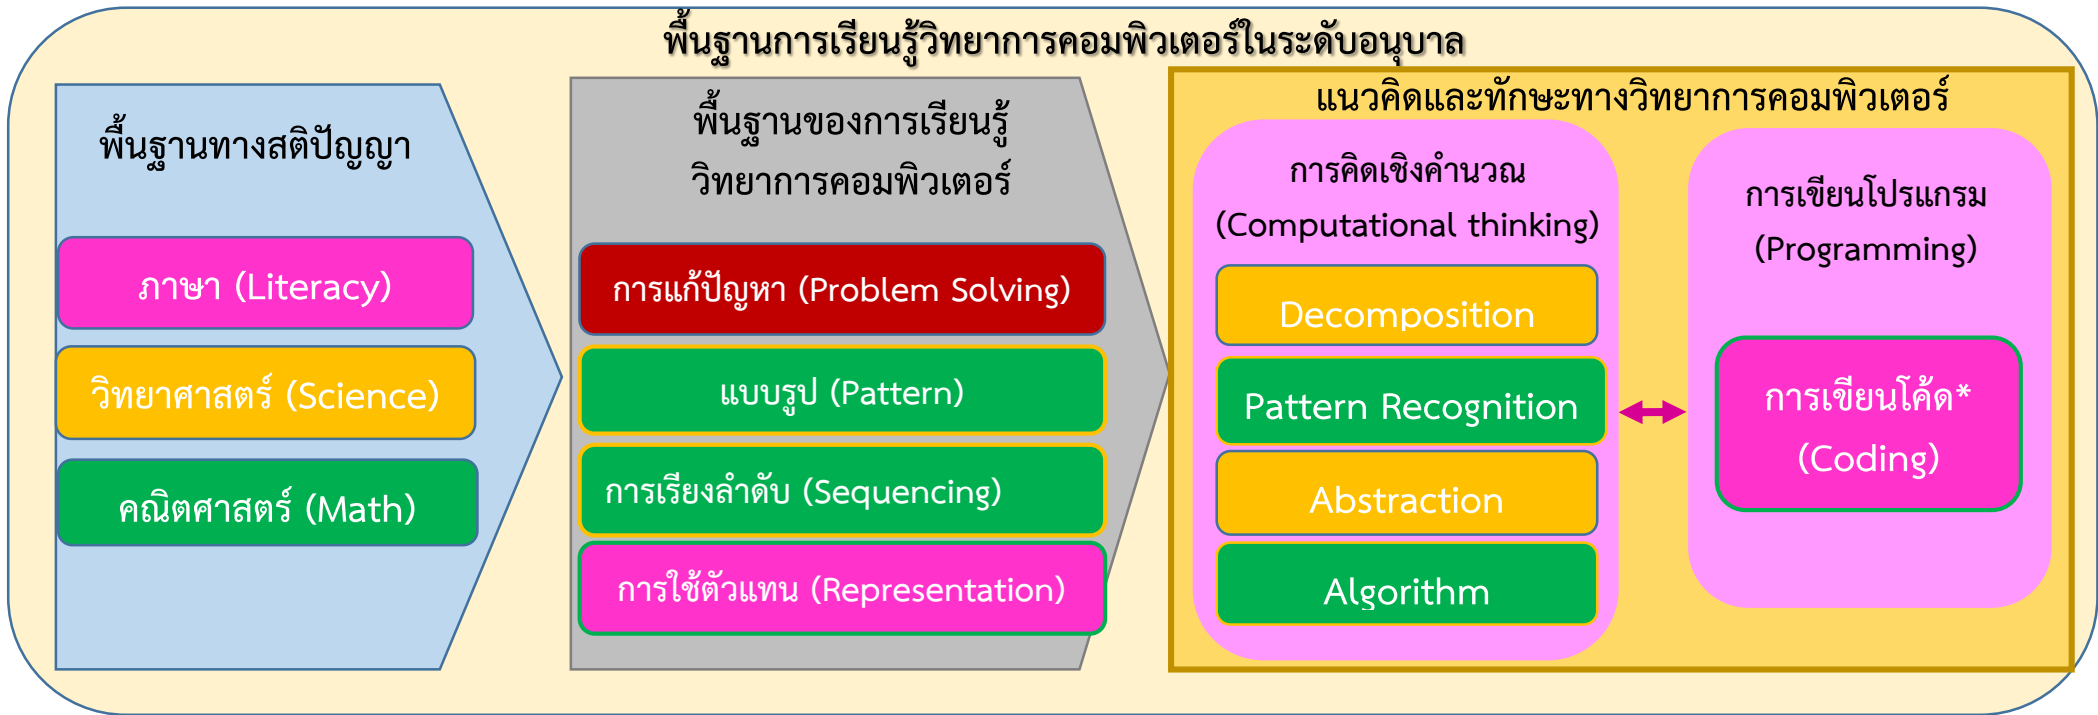 พื้นฐานการเรียนรู้วิทยาการคอมพิวเตอร์ในระดับอนุบาล
พื้นฐานทางสติปัญญา
ภาษา (Literacy)
วิทยาศาสตร์ (Science)
คณิตศาสตร์ (Math)
พื้นฐานของการเรียนรู้
วิทยาการคอมพิวเตอร์
การแก้ปัญหา (Problem Solving)
แบบรูป (Pattern)
การเรียงลำดับ (Sequencing)
การใช้ตัวแทน (Representation)
แนวคิดและทักษะทางวิทยาการคอมพิวเตอร์
การคิดเชิงคำนวณ
(Computational thinking)
Decomposition
Pattern Recognition
Abstraction
Algorithm
การเขียนโปรแกรม
(Programming)
การเขียนโค้ด*
(Coding)